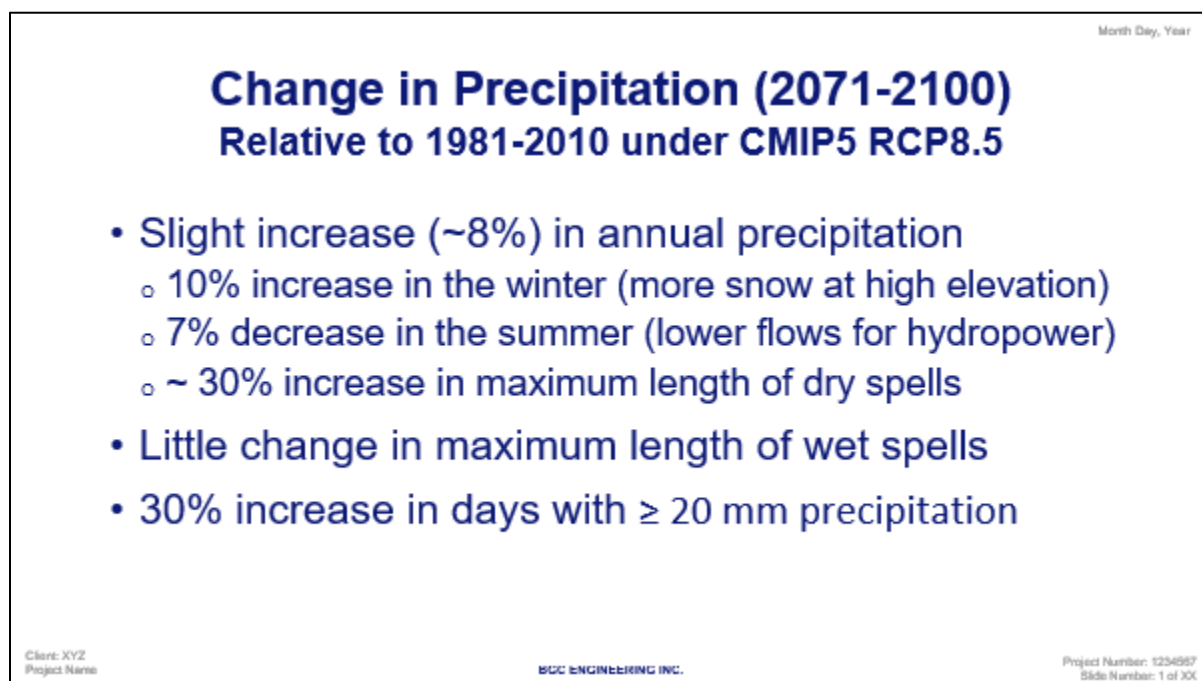 Month Day, Year
Change in Precipitation (2071-2100)
Relative to 1981-2010 under CMIP5 RCP8.5
• Slight increase (~8%) in annual precipitation
o 10% increase in the winter (more snow at high elevation)
o 7% decrease in the summer (lower flows for hydropower)
o ~ 30% increase in maximum length of dry spells
• Little change in maximum length of wet spells
• 30% increase in days with ≥ 20 mm precipitation
Client: XYZ
Project Name
BGC ENGINEERING INC.
Project Number: 1234567
Slide Number: 1 of XX